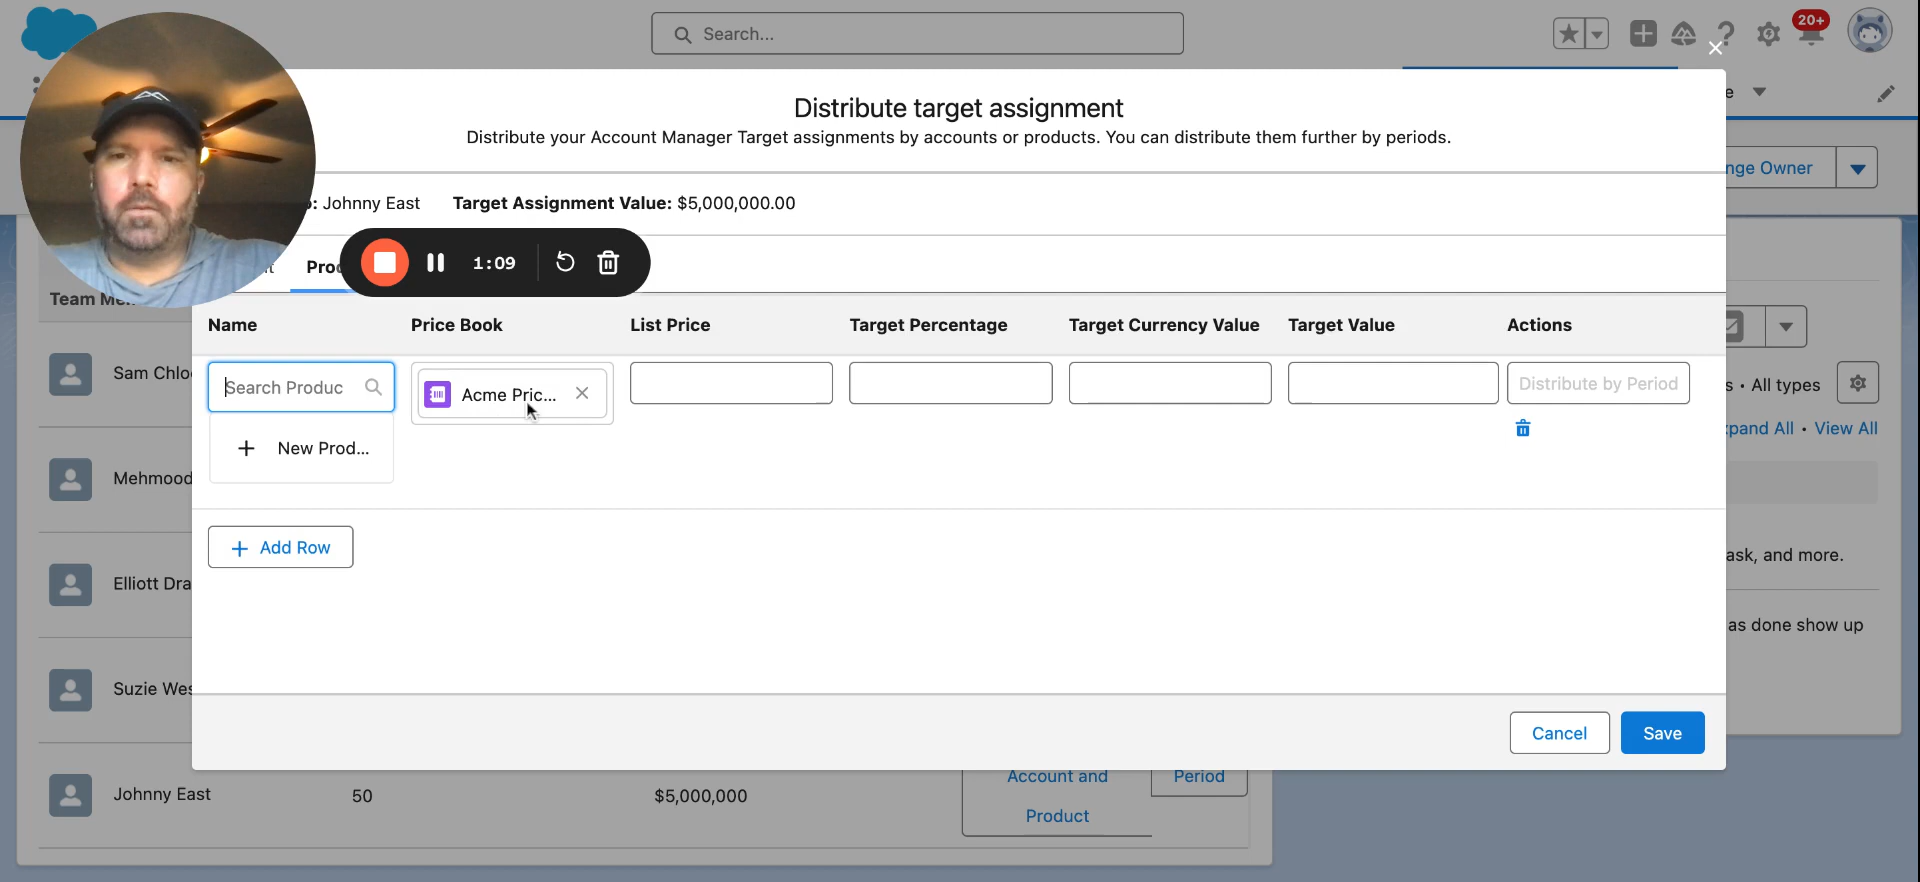 Search...
20+
Distribute target assignment
Distribute your Account Manager Target assignments by accounts or products. You can distribute them further by periods.
nge Owner
: Johnny East
Target Assignment Value: $5,000,000.00
1:09
Team Me
Name
Price Book
List Price
Target Percentage
Target Currency Value
Target Value
Actions
Sam Chlo
Search Produc
Acme Pric...
Distribute by Period
s • All types
xpand All • View All
New Prod...
Mehmood
Add Row
ask, and more.
Elliott Dra
as done show up
Suzie Wes
Cancel
Save
Johnny East
50
$5,000,000
Account and
Product
Period